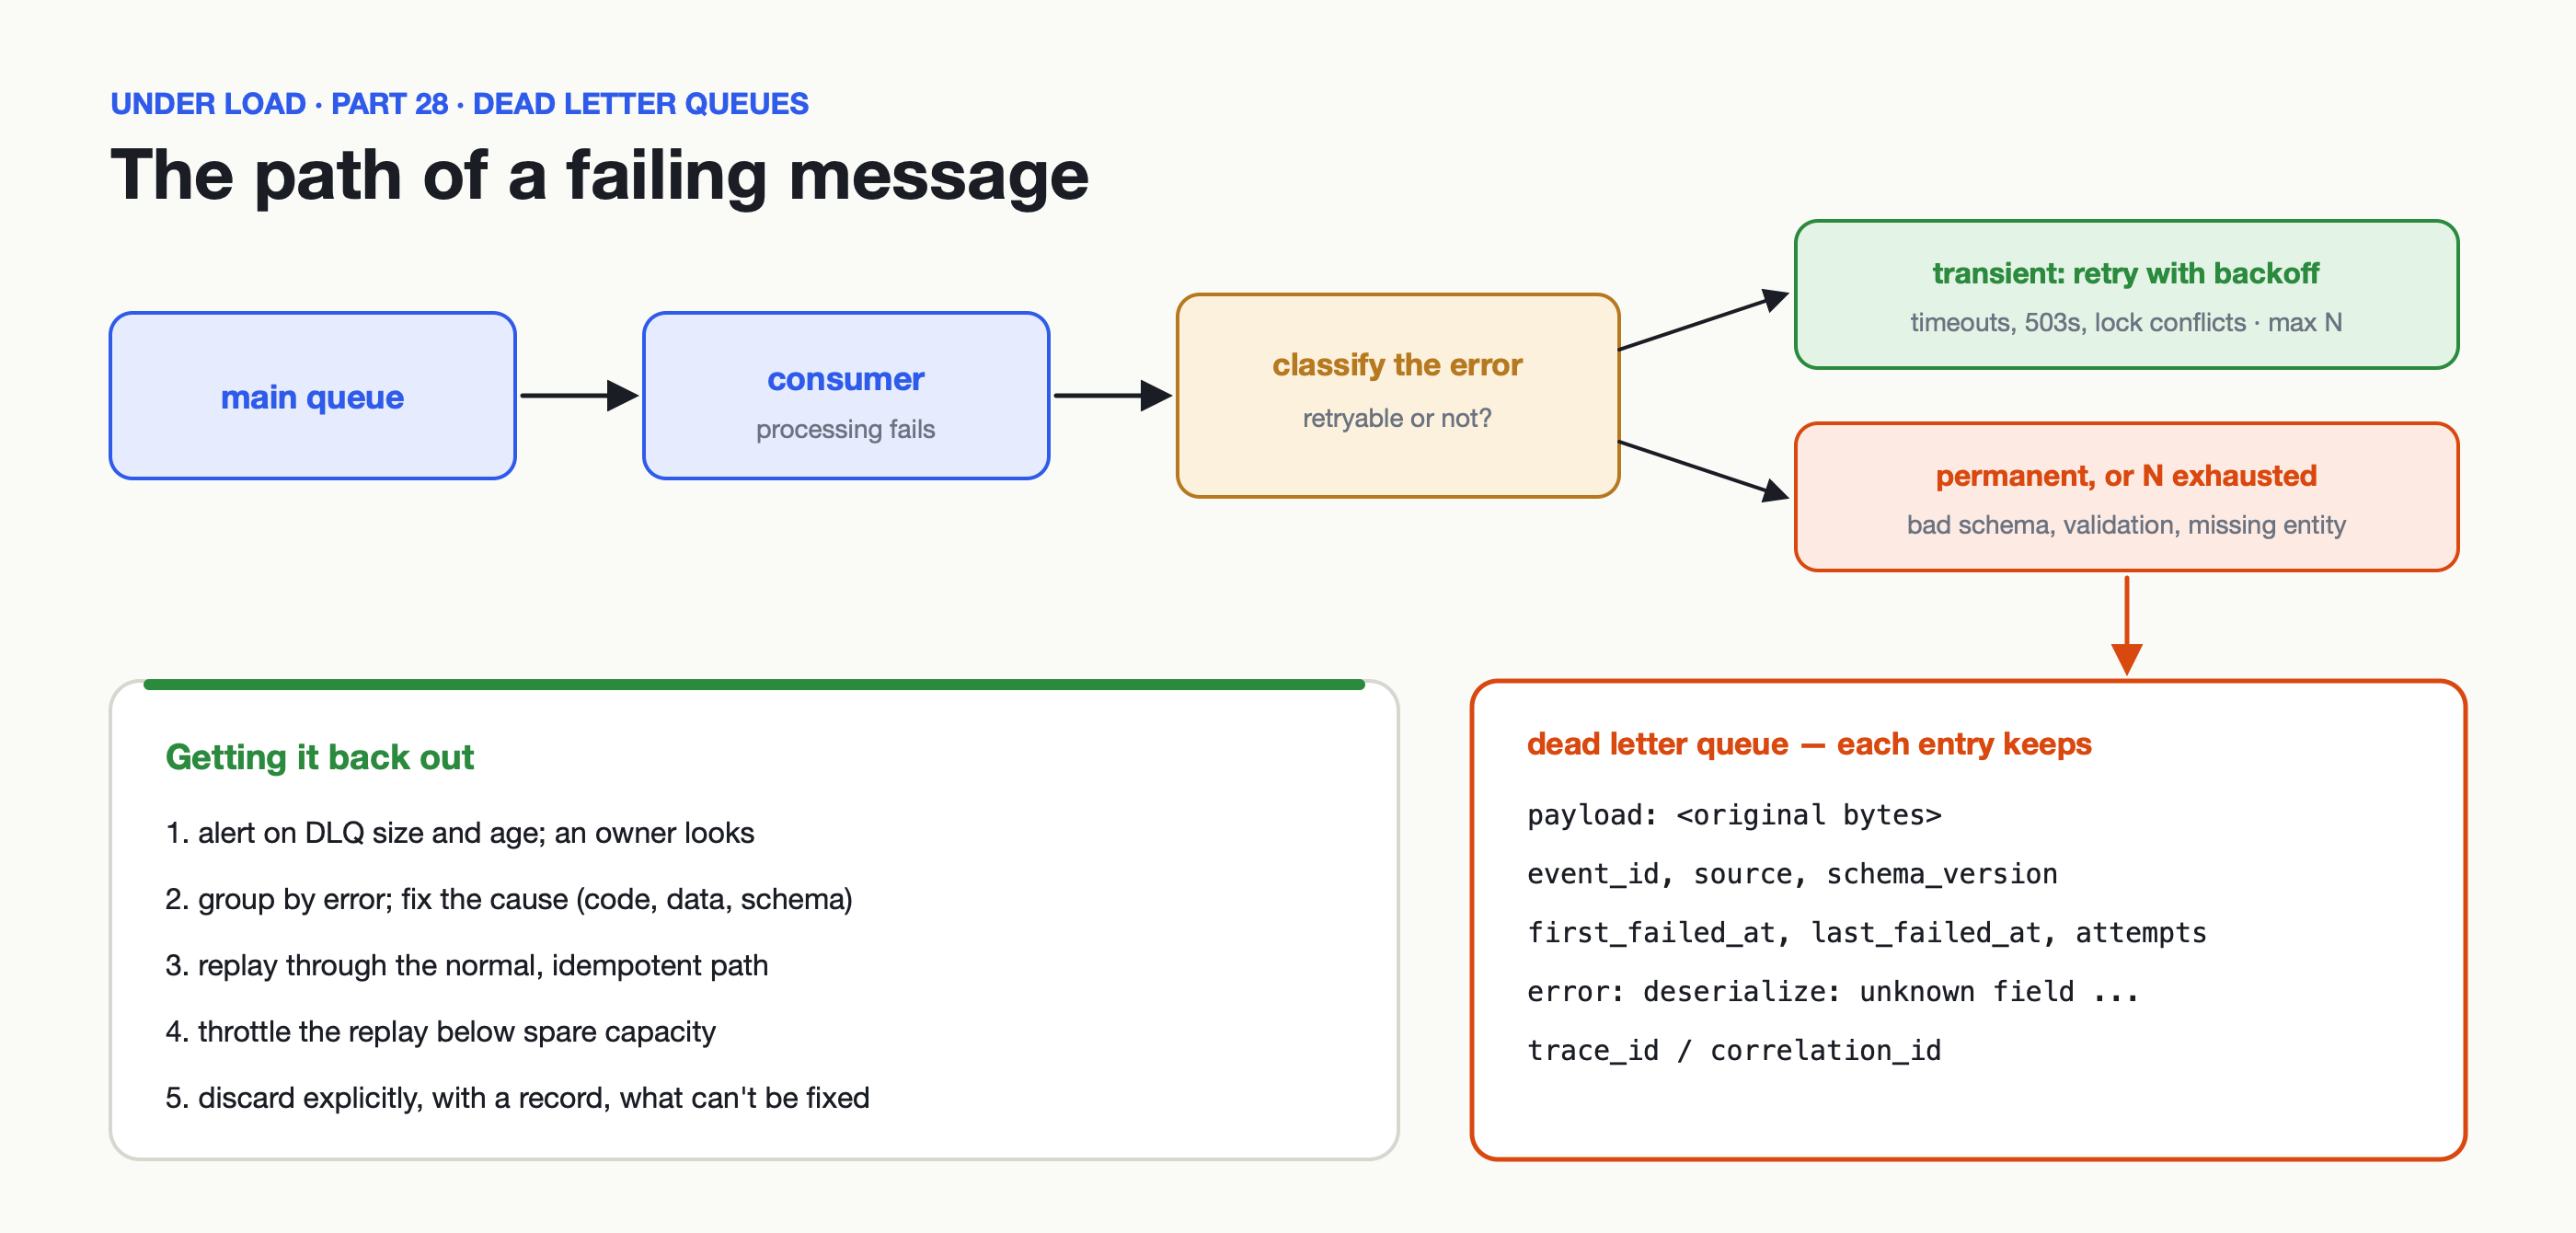 UNDER LOAD · PART 28 · DEAD LETTER QUEUES
The path of a failing message
main queue
consumer
processing fails
classify the error
retryable or not?
transient: retry with backoff
timeouts, 503s, lock conflicts · max N
permanent, or N exhausted
bad schema, validation, missing entity
Getting it back out
1. alert on DLQ size and age; an owner looks
2. group by error; fix the cause (code, data, schema)
3. replay through the normal, idempotent path
4. throttle the replay below spare capacity
5. discard explicitly, with a record, what can't be fixed
dead letter queue — each entry keeps
payload: <original bytes>
event_id, source, schema_version
first_failed_at, last_failed_at, attempts
error: deserialize: unknown field ...
trace_id / correlation_id